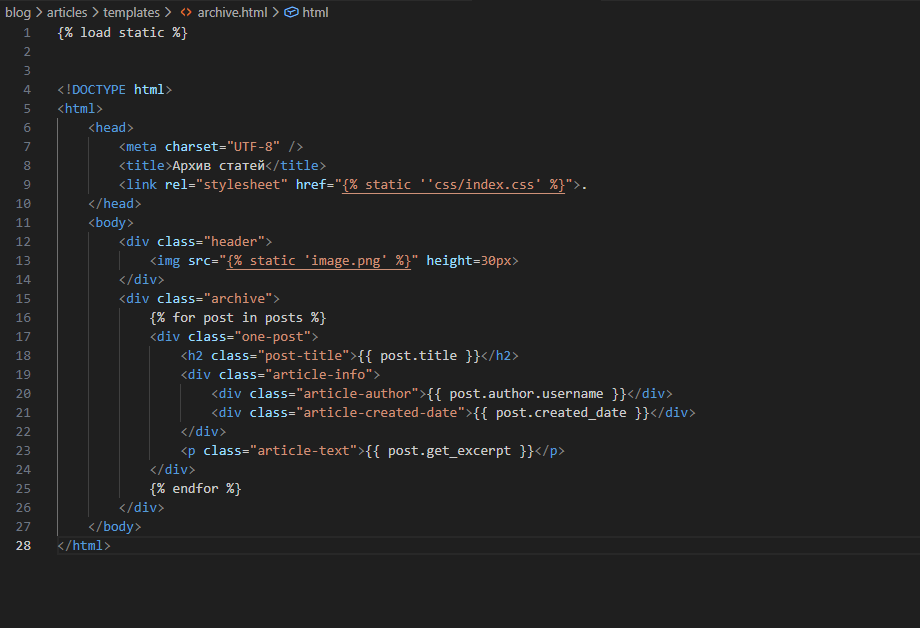 blog > articles > templates > <> archive.html > html
1 {% load static %}
2
3
4 <!DOCTYPE html>
5 <html>
6 <head>
7 <meta charset="UTF-8" />
8 <title>Архив статей</title>
9 <link rel="stylesheet" href="{% static ''css/index.css' %}">.
10 </head>
11 <body>
12 <div class="header">
13 <img src="{% static 'image.png' %}" height=30px>
14 </div>
15 <div class="archive">
16 {% for post in posts %}
17 <div class="one-post">
18 <h2 class="post-title">{{ post.title }}</h2>
19 <div class="article-info">
20 <div class="article-author">{{ post.author.username }}</div>
21 <div class="article-created-date">{{ post.created_date }}</div>
22 </div>
23 <p class="article-text">{{ post.get_excerpt }}</p>
24 </div>
25 {% endfor %}
26 </div>
27 </body>
28 </html>